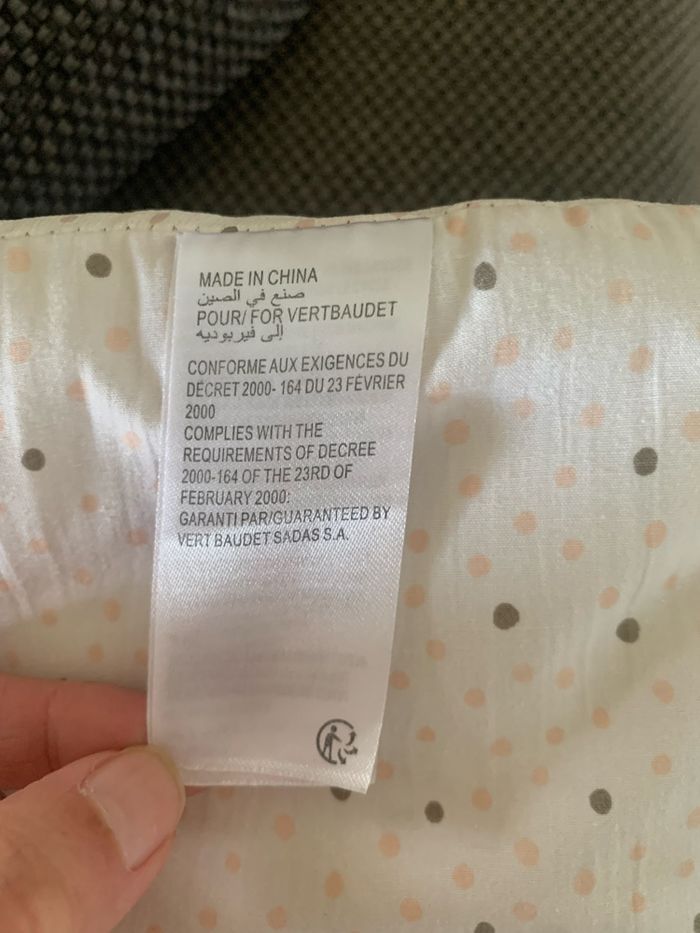 MADE IN CHINA
صنع في الصين
POUR/ FOR VERTBAUDET
إلى فيربوديه
CONFORME AUX EXIGENCES DU
DÉCRET 2000- 164 DU 23 FÉVRIER
2000
COMPLIES WITH THE
REQUIREMENTS OF DECREE
2000-164 OF THE 23RD OF
FEBRUARY 2000:
GARANTI PAR/GUARANTEED BY
VERT BAUDET SADAS S.A.